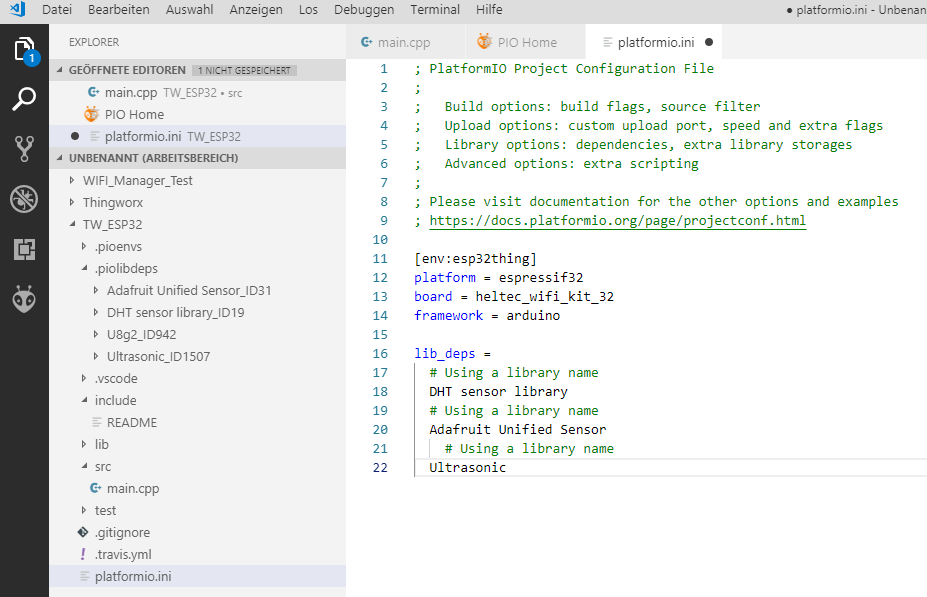 Datei Bearbeiten Auswahl Anzeigen Los Debuggen Terminal Hilfe
● platformio.ini - Unbenan
EXPLORER
1
GEÖFFNETE EDITOREN 1 NICHT GESPEICHERT
main.cpp TW_ESP32 • src
PIO Home
● platformio.ini TW_ESP32
UNBENANNT (ARBEITSBEREICH)
WIFI_Manager_Test
Thingworx
TW_ESP32
.pioenvs
.piolibdeps
Adafruit Unified Sensor_ID31
DHT sensor library_ID19
U8g2_ID942
Ultrasonic_ID1507
.vscode
include
README
lib
src
main.cpp
test
.gitignore
.travis.yml
platformio.ini
main.cpp PIO Home platformio.ini ●
1 ; PlatformIO Project Configuration File
2 ;
3 ;   Build options: build flags, source filter
4 ;   Upload options: custom upload port, speed and extra flags
5 ;   Library options: dependencies, extra library storages
6 ;   Advanced options: extra scripting
7 ;
8 ; Please visit documentation for the other options and examples
9 ; https://docs.platformio.org/page/projectconf.html
10
11 [env:esp32thing]
12 platform = espressif32
13 board = heltec_wifi_kit_32
14 framework = arduino
15
16 lib_deps =
17   # Using a library name
18   DHT sensor library
19   # Using a library name
20   Adafruit Unified Sensor
21     # Using a library name
22   Ultrasonic